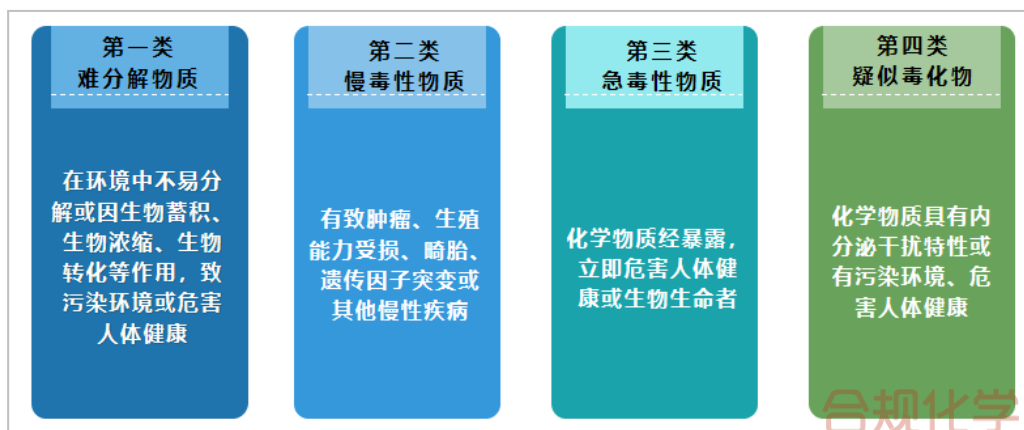 第一类
难分解物质
在环境中不易分
解或因生物蓄积、
生物浓缩、生物
转化等作用，致
污染环境或危害
人体健康
第二类
慢毒性物质
有致肿瘤、生殖
能力受损、畸胎、
遗传因子突变或
其他慢性疾病
第三类
急毒性物质
化学物质经暴露，
立即危害人体健
康或生物生命者
第四类
疑似毒化物
化学物质具有内
分泌干扰特性或
有污染环境、危
害人体健康
合规化学